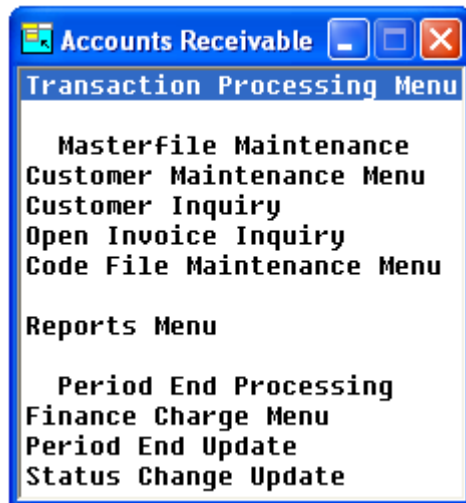 Accounts Receivable
Transaction Processing Menu
Masterfile Maintenance
Customer Maintenance Menu
Customer Inquiry
Open Invoice Inquiry
Code File Maintenance Menu
Reports Menu
Period End Processing
Finance Charge Menu
Period End Update
Status Change Update